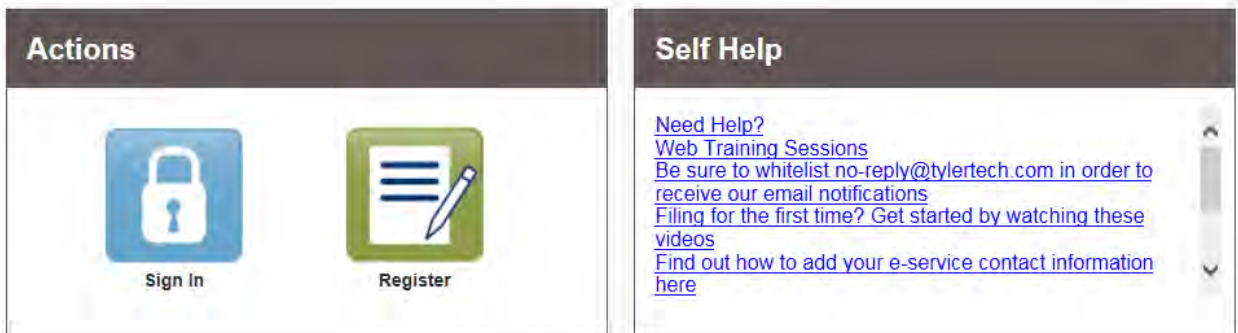 Actions
Sign In
Register
Self Help
Need Help?
Web Training Sessions
Be sure to whitelist no-reply@tylertech.com in order to
receive our email notifications
Filing for the first time? Get started by watching these
videos
Find out how to add your e-service contact information
here